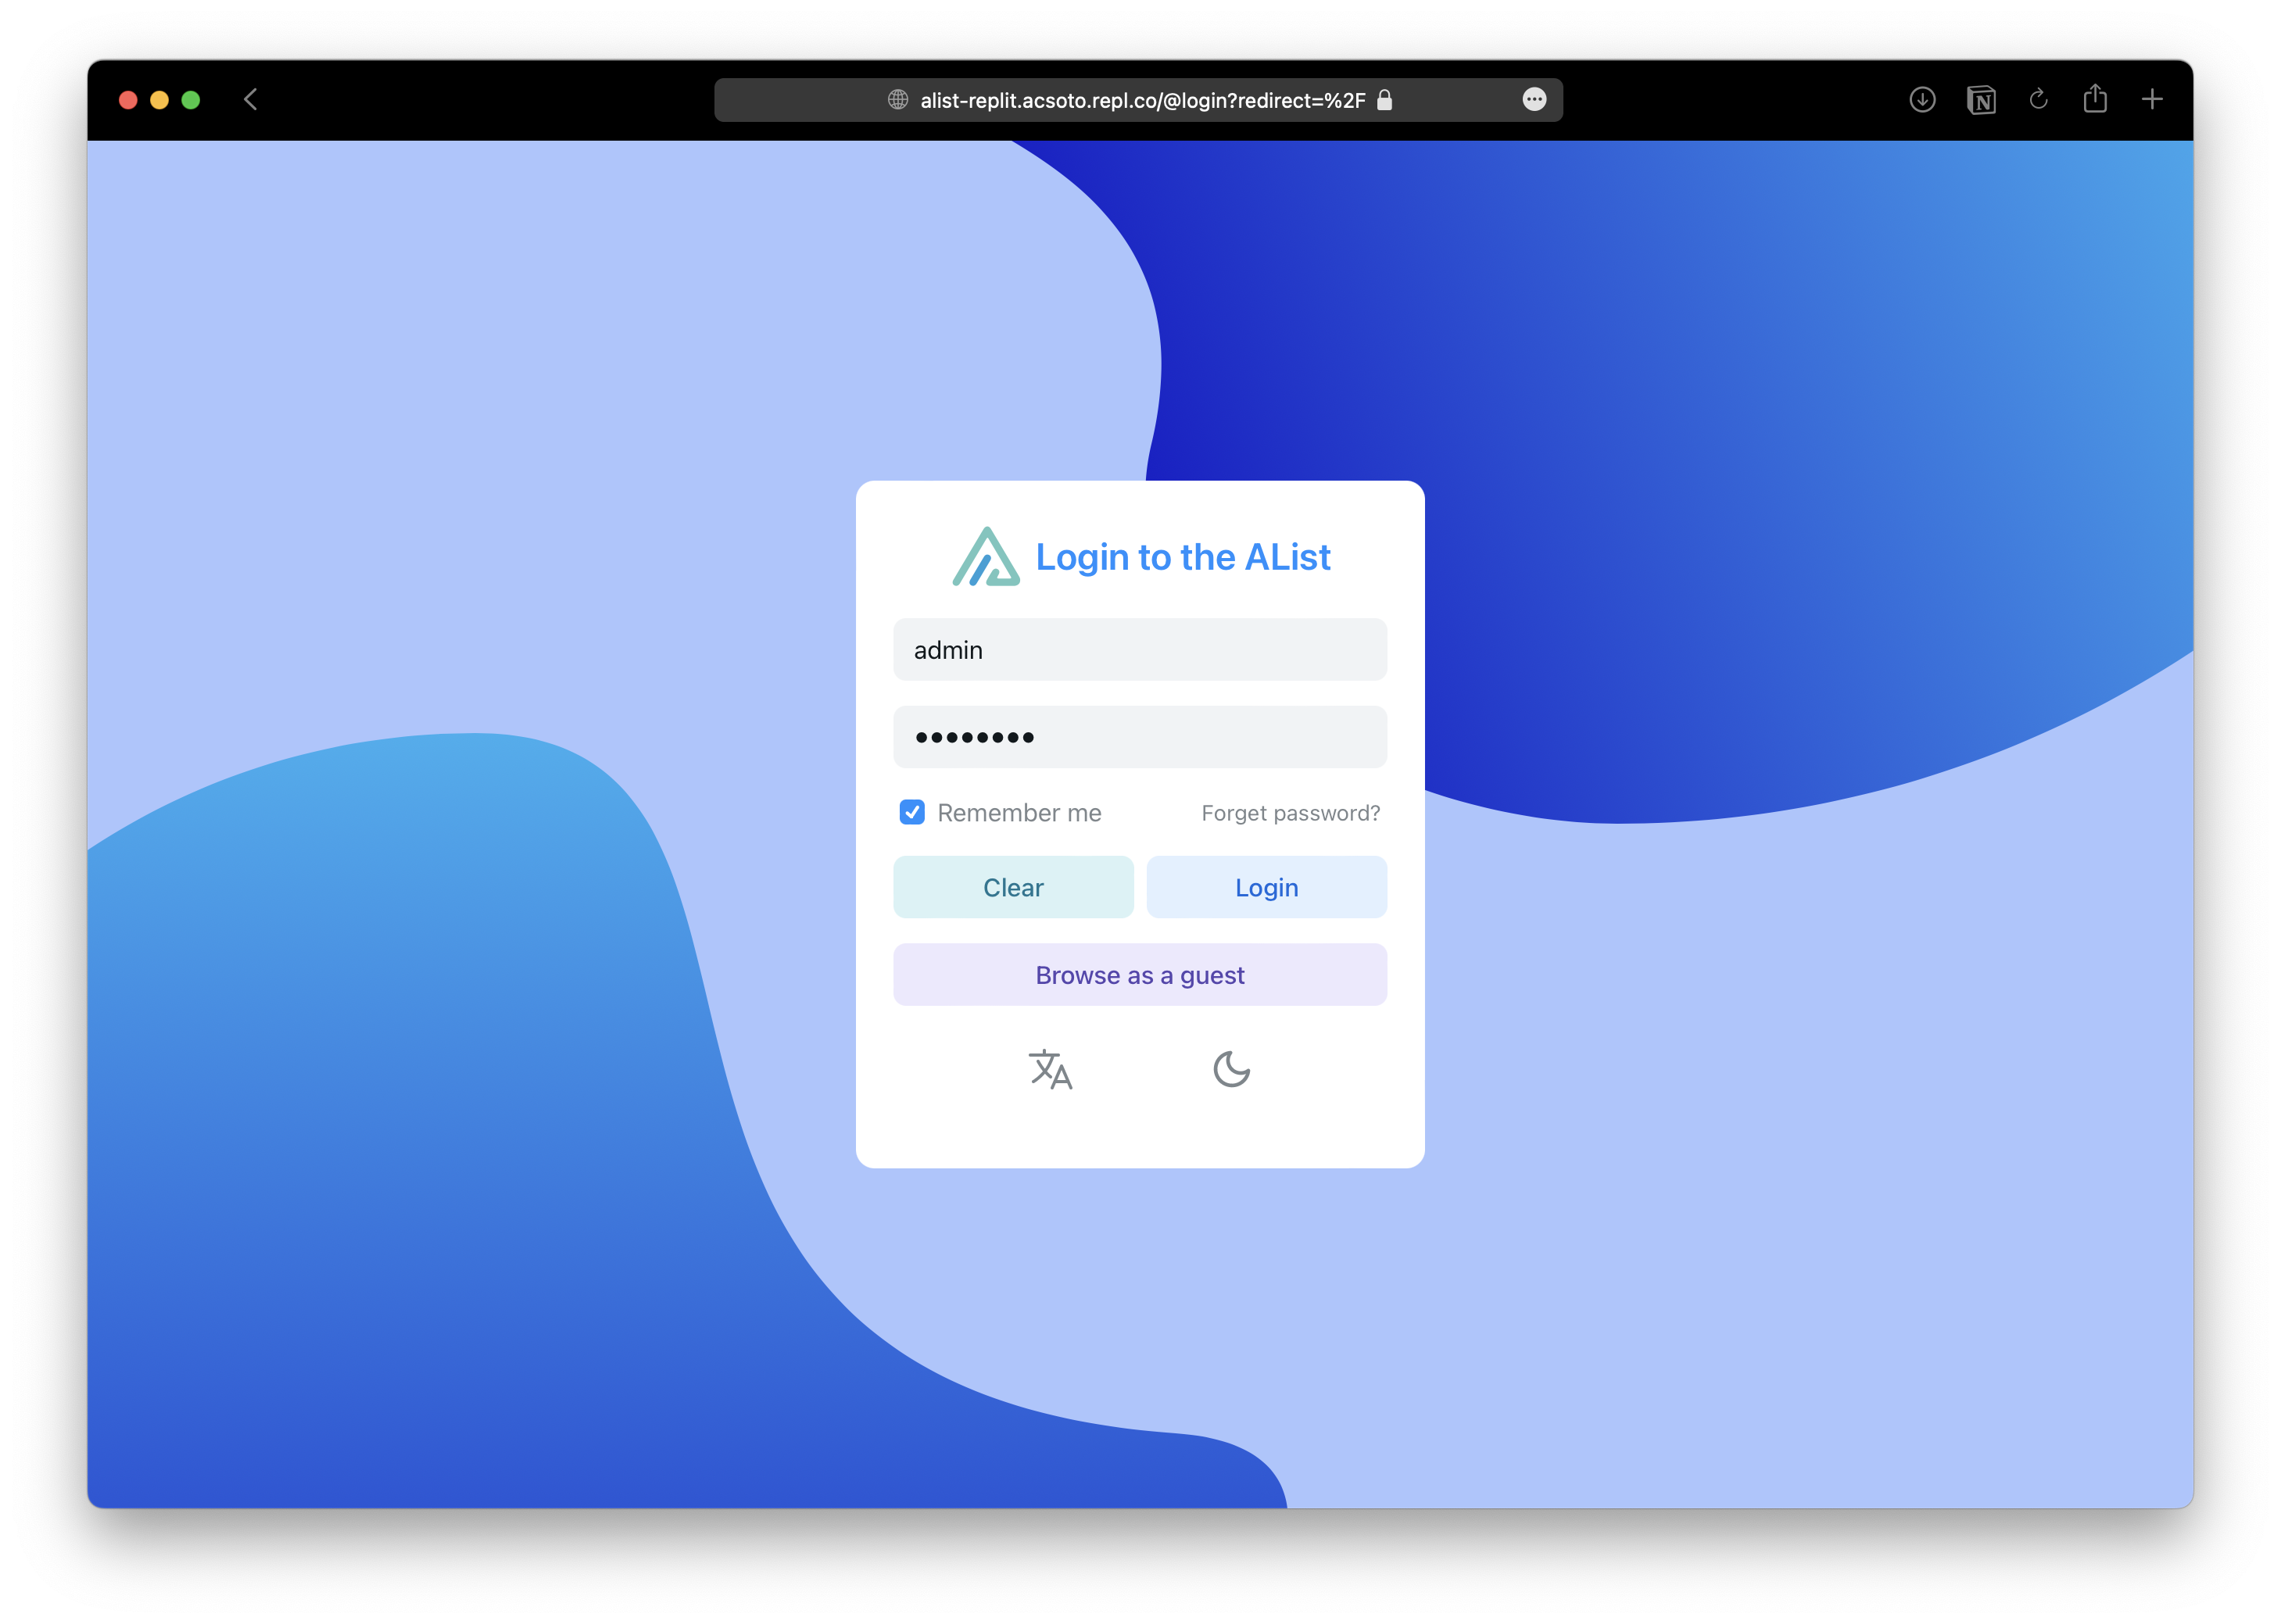 alist-replit.acsoto.repl.co/@login?redirect=%2F
Login to the AList
admin
••••••••
Remember me
Forget password?
Clear
Login
Browse as a guest